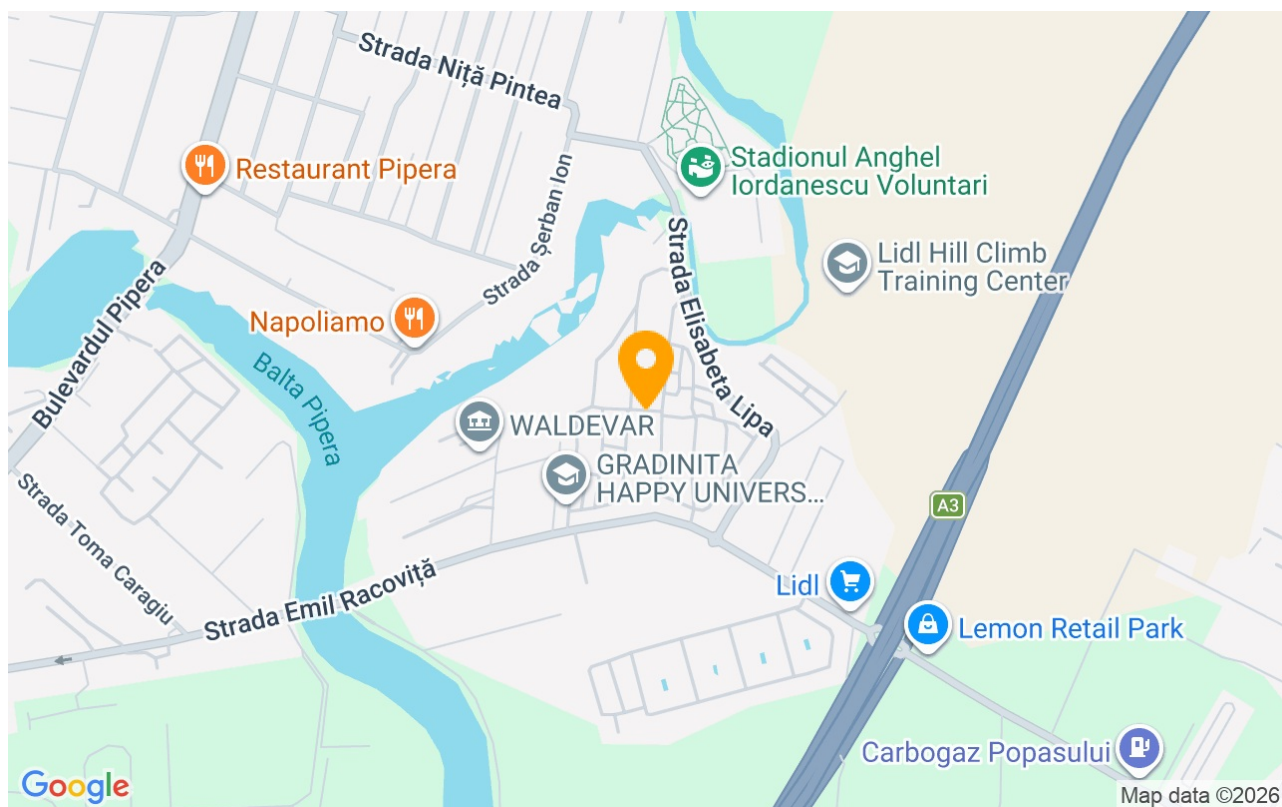 Strada Niță Pintea
Restaurant Pipera
Stadionul Anghel
Iordanescu Voluntari
Strada Șerban Ion
Strada Elisabeta Lipa
Lidl Hill Climb
Training Center
Bulevardul Pipera
Napoliamo
Balta Pipera
WALDEVAR
GRADINITA
HAPPY UNIVERS...
A3
Strada Toma Caragiu
Strada Emil Racoviță
Lidl
Lemon Retail Park
Carbogaz Popasului
Google
Map data ©2026